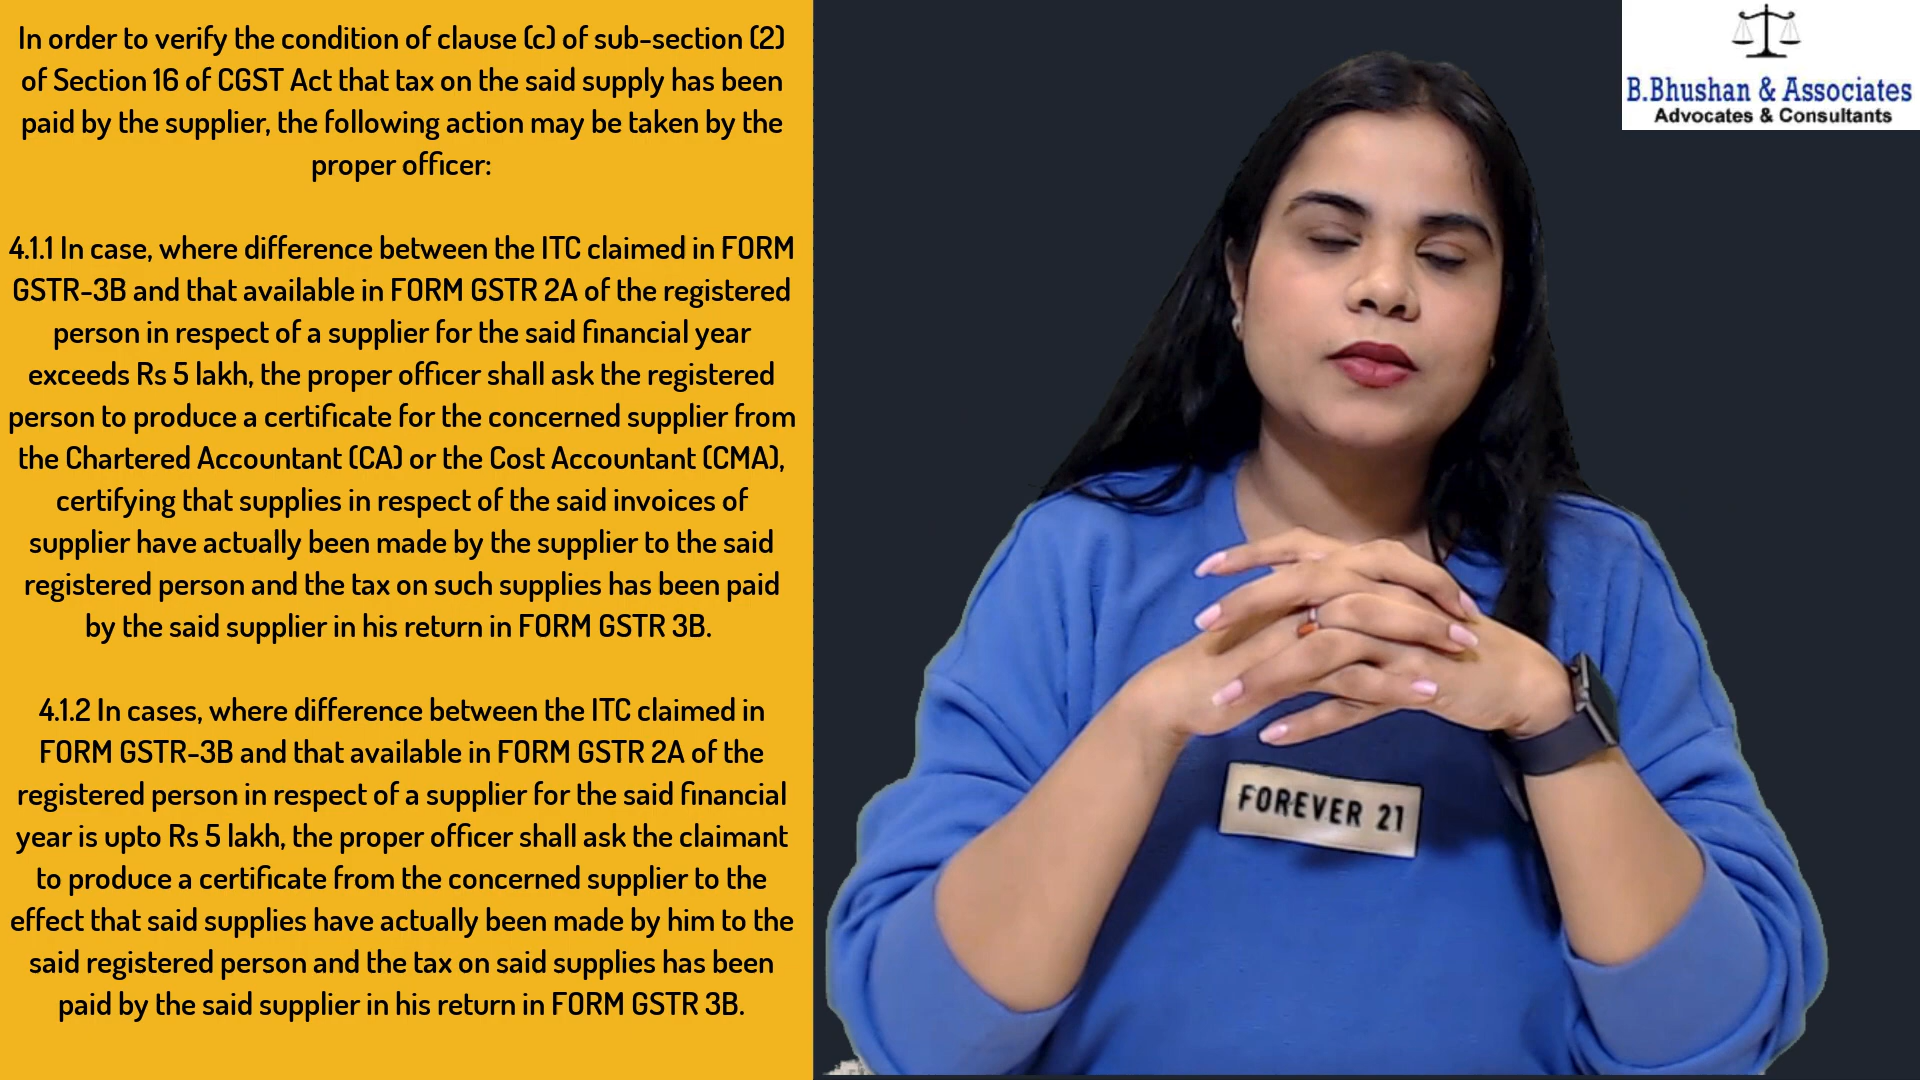 In order to verify the condition of clause (c) of sub-section (2)
of Section 16 of CGST Act that tax on the said supply has been
paid by the supplier, the following action may be taken by the
proper officer:
4.1.1 In case, where difference between the ITC claimed in FORM
GSTR-3B and that available in FORM GSTR 2A of the registered
person in respect of a supplier for the said financial year
exceeds Rs 5 lakh, the proper officer shall ask the registered
person to produce a certificate for the concerned supplier from
the Chartered Accountant (CA) or the Cost Accountant (CMA),
certifying that supplies in respect of the said invoices of
supplier have actually been made by the supplier to the said
registered person and the tax on such supplies has been paid
by the said supplier in his return in FORM GSTR 3B.
4.1.2 In cases, where difference between the ITC claimed in
FORM GSTR-3B and that available in FORM GSTR 2A of the
registered person in respect of a supplier for the said financial
year is upto Rs 5 lakh, the proper officer shall ask the claimant
to produce a certificate from the concerned supplier to the
effect that said supplies have actually been made by him to the
said registered person and the tax on said supplies has been
paid by the said supplier in his return in FORM GSTR 3B.
B.Bhushan & Associates
Advocates & Consultants
FOREVER 21